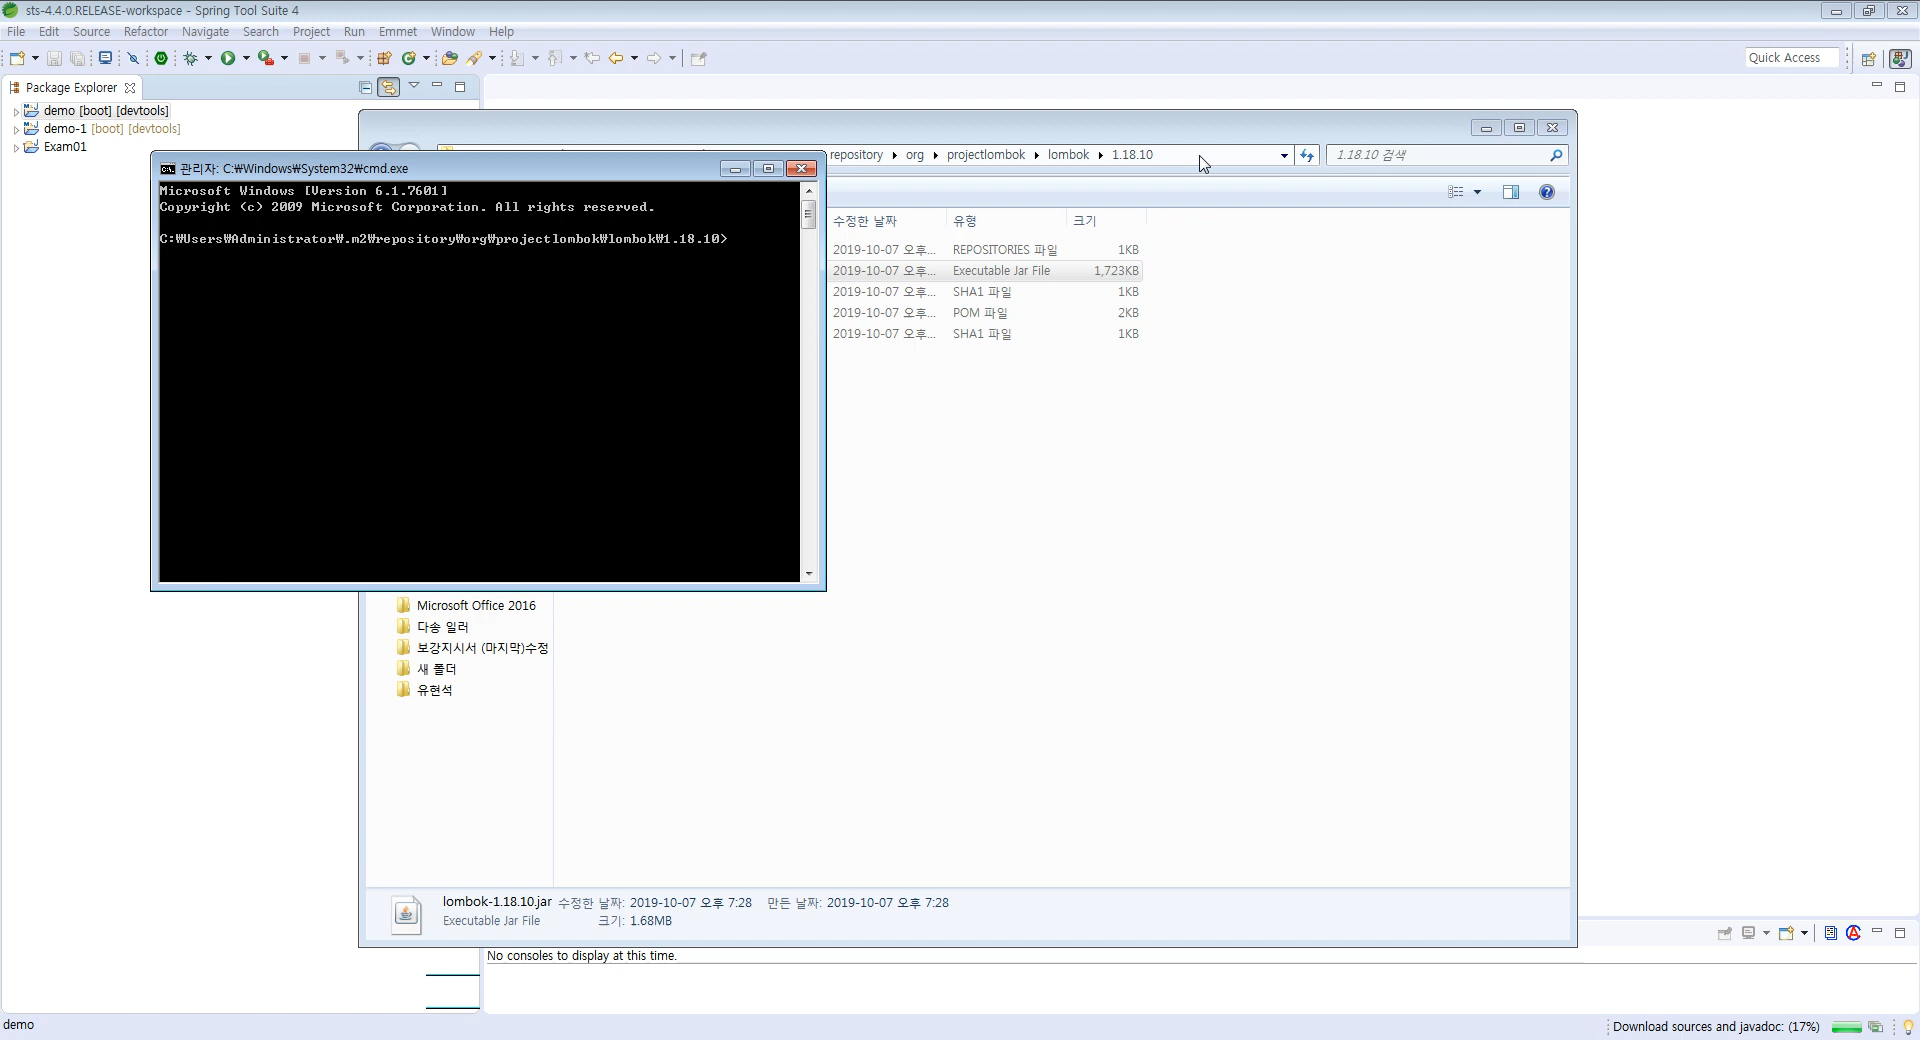 sts-4.4.0.RELEASE-workspace - Spring Tool Suite 4
File Edit Source Refactor Navigate Search Project Run Emmet Window Help
Quick Access
Package Explorer
demo [boot] [devtools]
demo-1 [boot] [devtools]
Exam01
repository org projectlombok lombok 1.18.10
1.18.10 검색
관리자: C:₩Windows₩System32₩cmd.exe
Microsoft Windows [Version 6.1.7601]
Copyright (c) 2009 Microsoft Corporation. All rights reserved.
C:₩Users₩Administrator₩.m2₩repository₩org₩projectlombok₩lombok₩1.18.10>
수정한 날짜 유형 크기
2019-10-07 오후... REPOSITORIES 파일 1KB
2019-10-07 오후... Executable Jar File 1,723KB
2019-10-07 오후... SHA1 파일 1KB
2019-10-07 오후... POM 파일 2KB
2019-10-07 오후... SHA1 파일 1KB
Microsoft Office 2016
다송 일러
보강지시서 (마지막)수정
새 폴더
유현석
lombok-1.18.10.jar 수정한 날짜: 2019-10-07 오후 7:28 만든 날짜: 2019-10-07 오후 7:28
Executable Jar File 크기: 1.68MB
No consoles to display at this time.
demo
Download sources and javadoc: (17%)